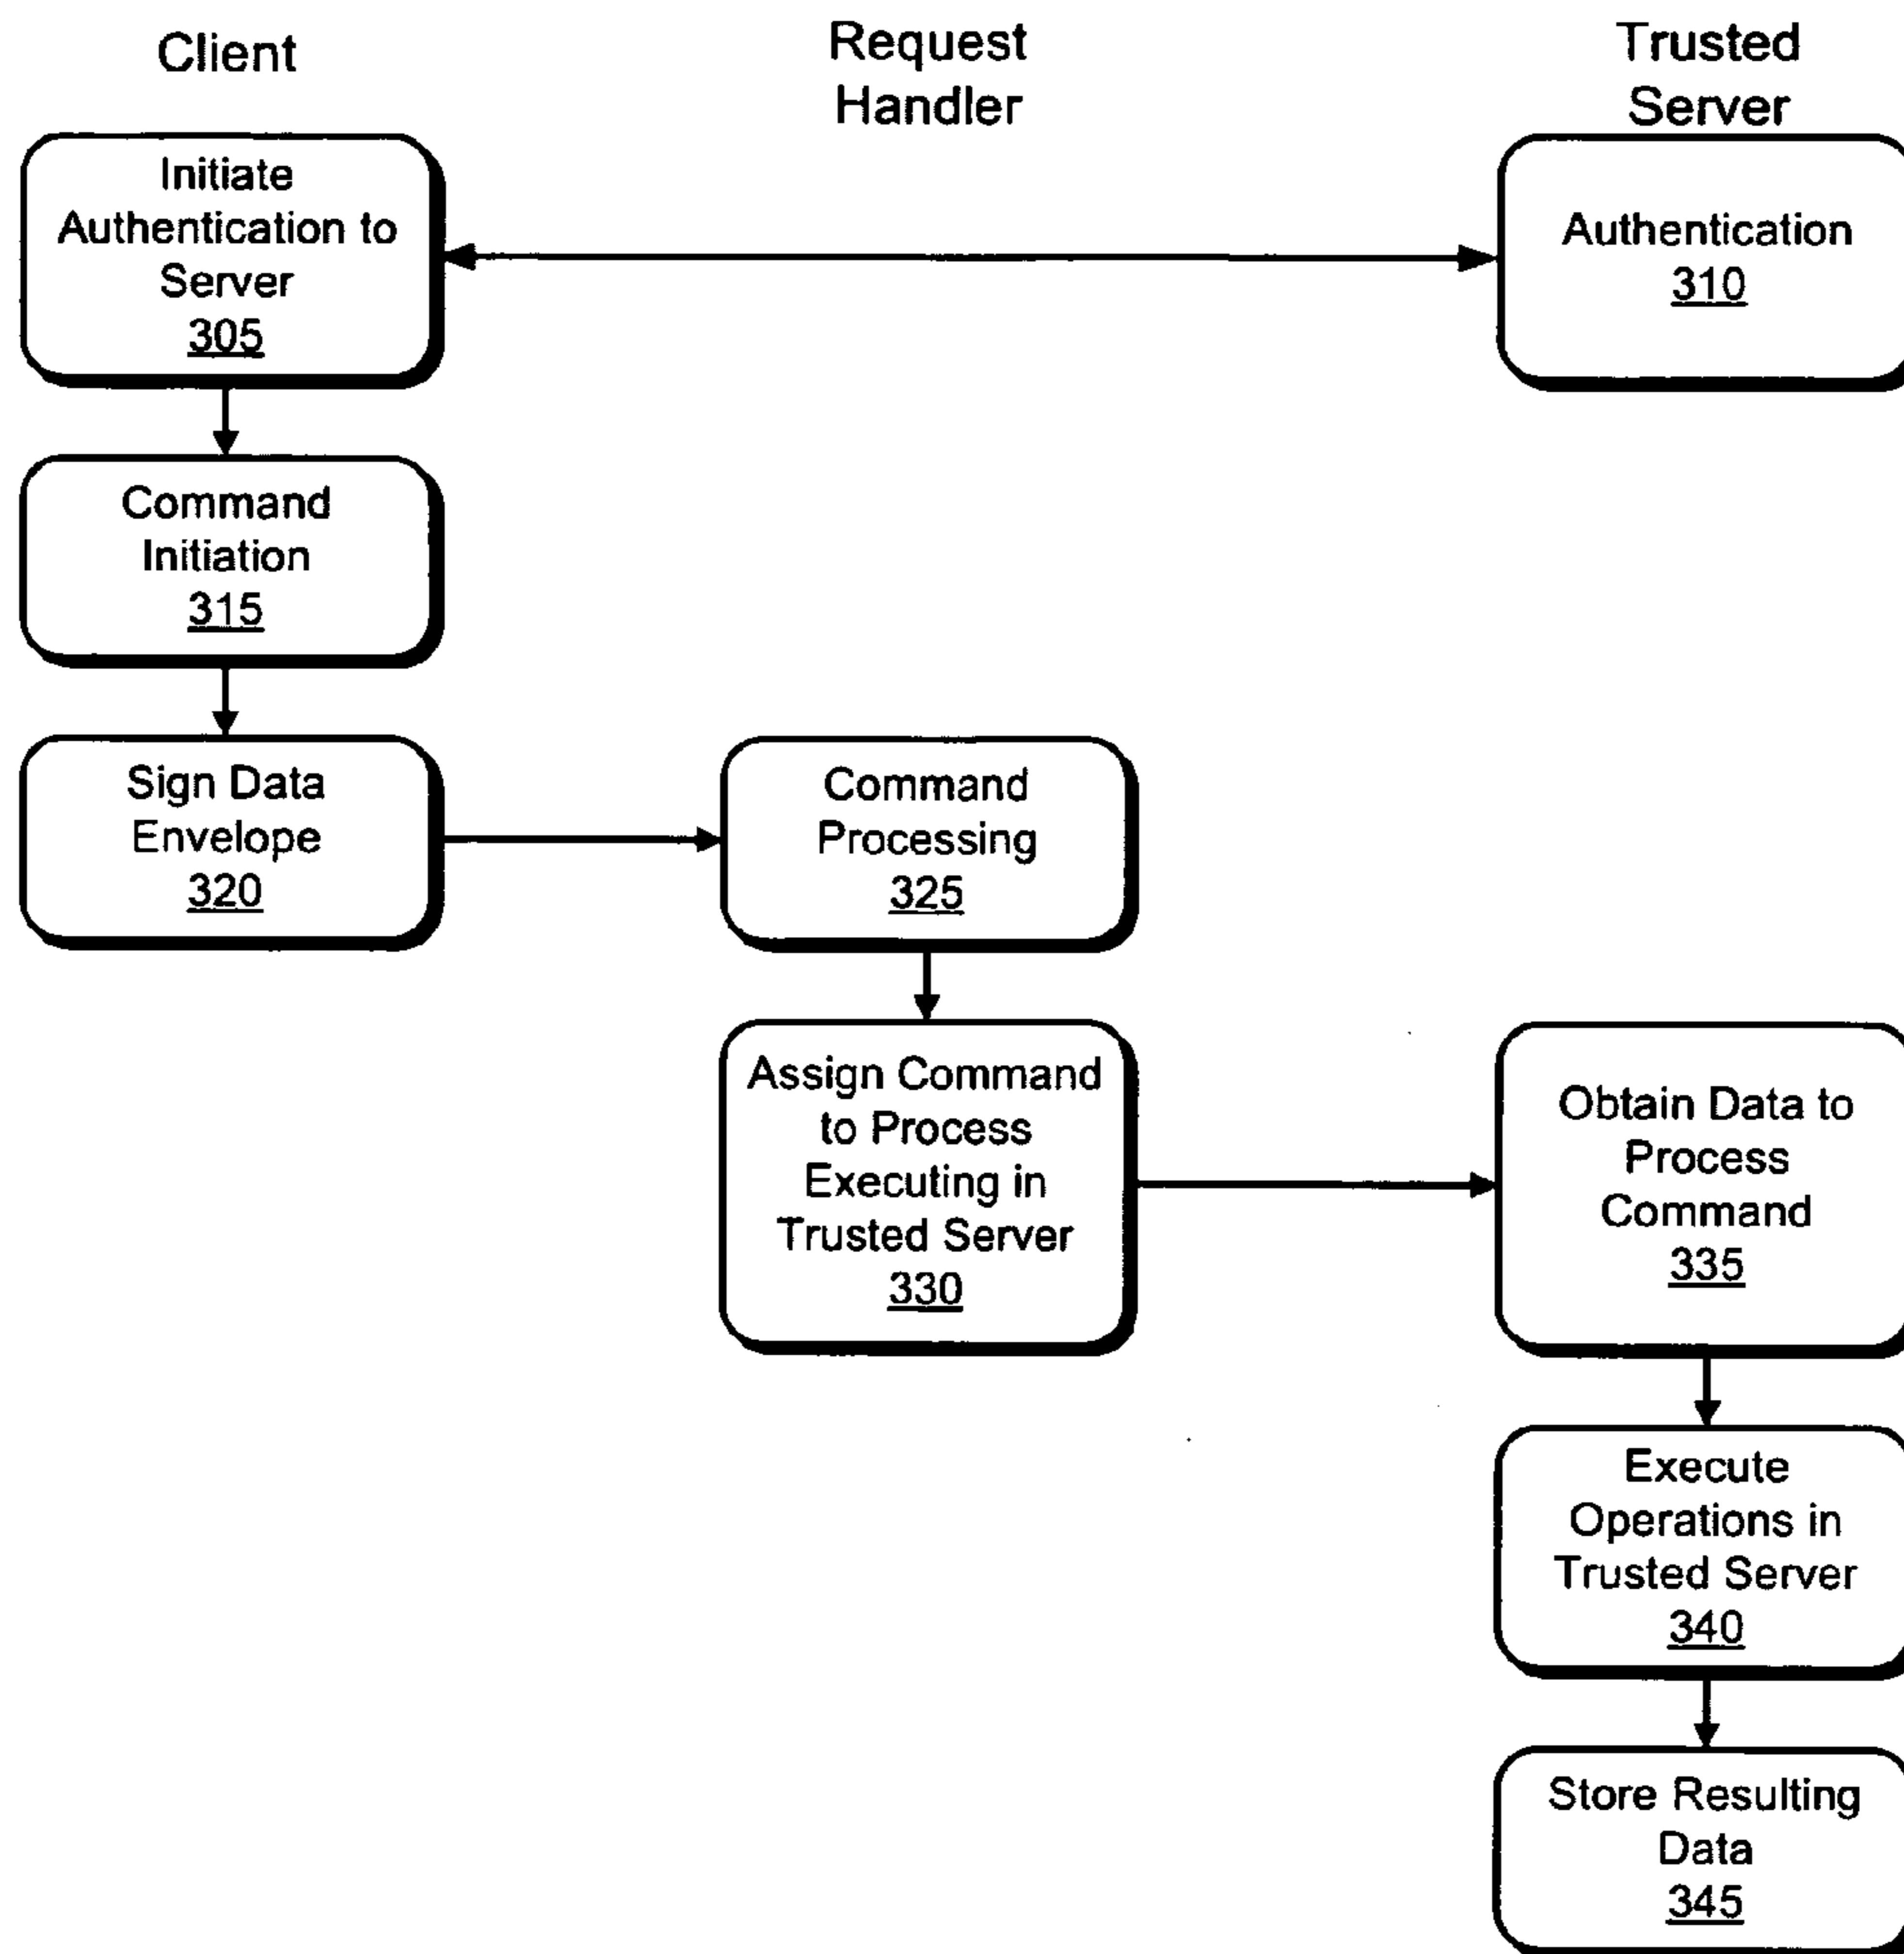 Client
Request
Handler
Trusted
Server
Initiate
Authentication to
Server
305
Authentication
310
Command
Initiation
315
Sign Data
Envelope
320
Command
Processing
325
Assign Command
to Process
Executing in
Trusted Server
330
Obtain Data to
Process
Command
335
Execute
Operations in
Trusted Server
340
Store Resulting
Data
345